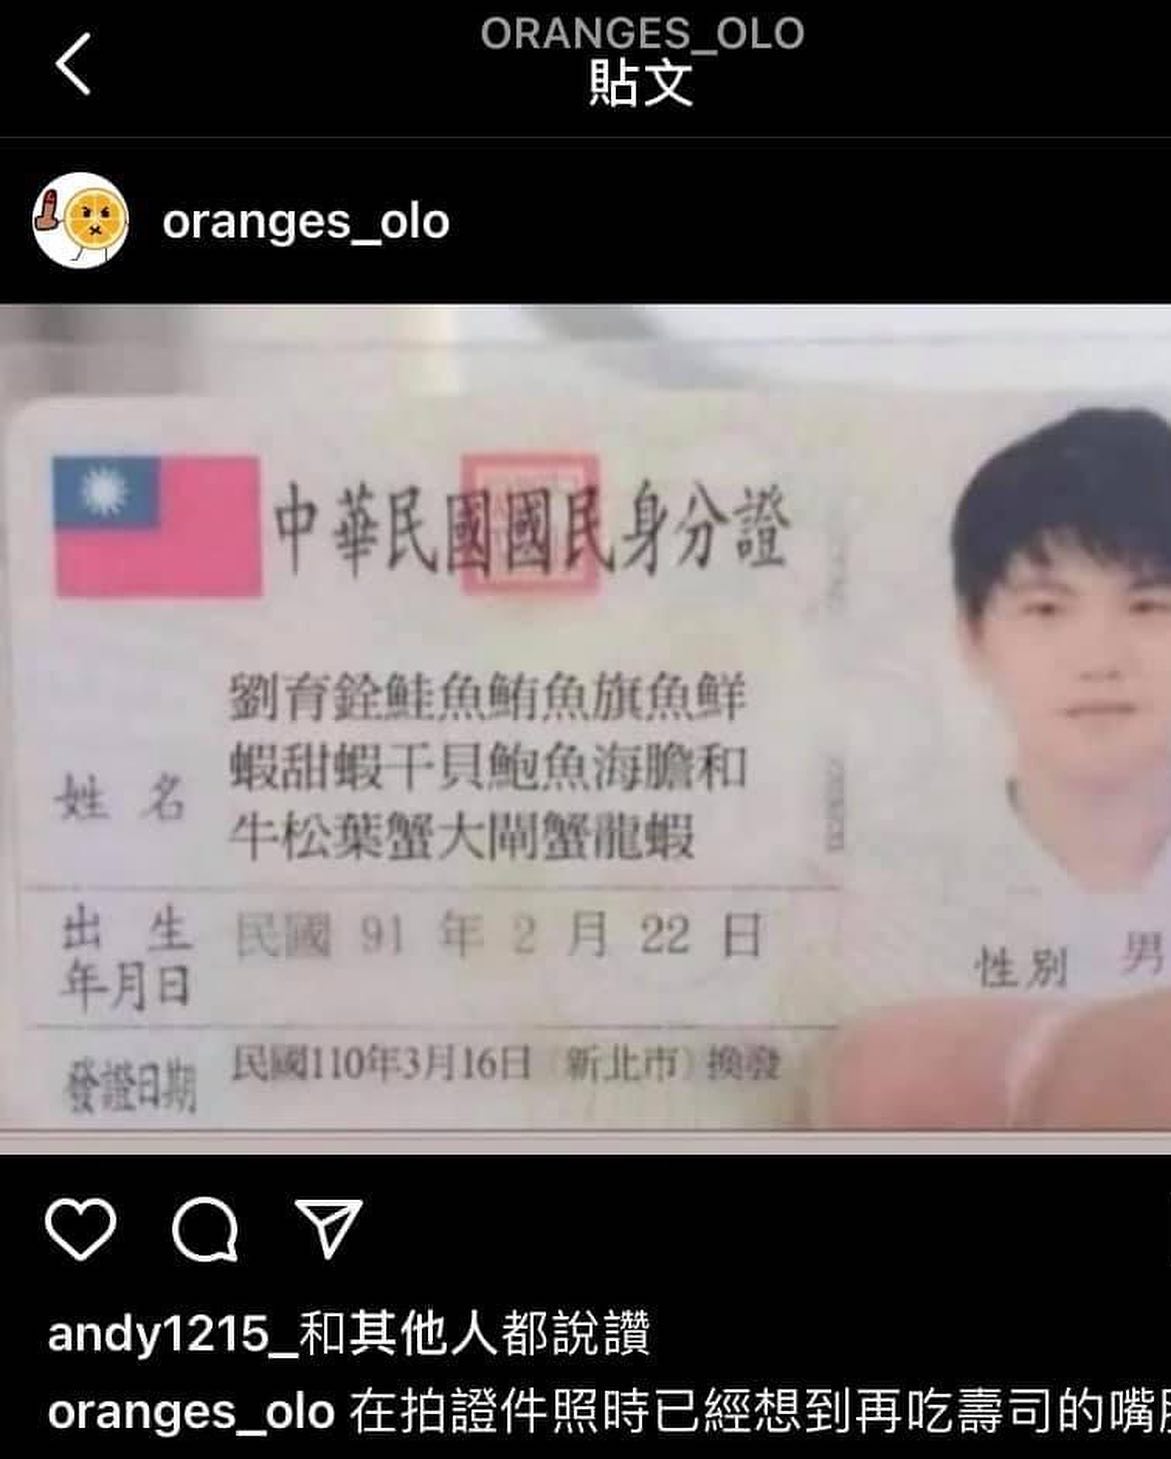 ORANGES_OLO
貼文
oranges_olo
中華民國國民身分證
姓名
劉育銓鮭魚鮪魚旗魚鮮
蝦甜蝦干貝鮑魚海膽和
牛松葉蟹大閘蟹龍蝦
出生
年月日
民國 91 年 2 月 22 日
性別 男
發證日期
民國110年3月16日（新北市）換發
andy1215_和其他人都說讚
oranges_olo 在拍證件照時已經想到再吃壽司的嘴